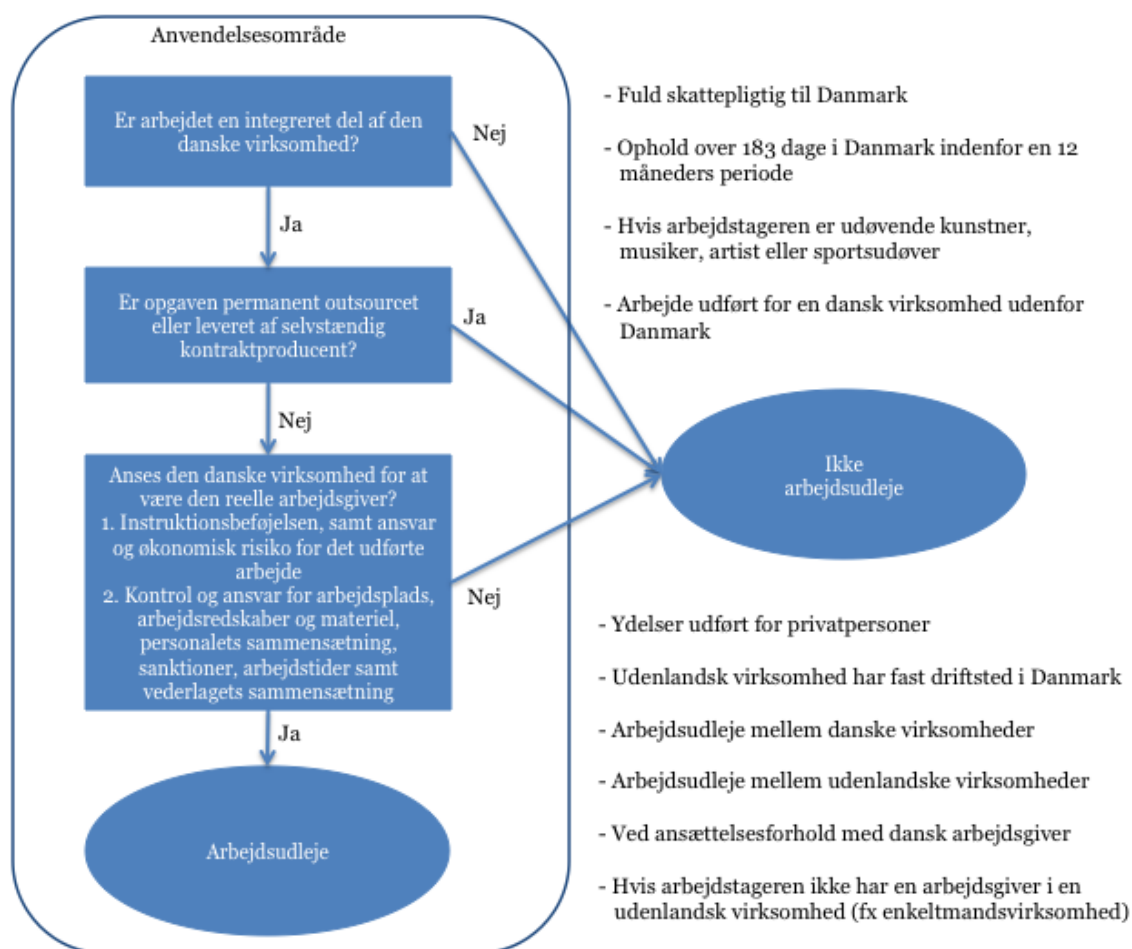 Anvendelsesområde
Er arbejdet en integreret del af den
danske virksomhed?
Nej
Ja
Er opgaven permanent outsourcet
eller leveret af selvstændig
kontraktproducent?
Ja
Nej
Anses den danske virksomhed for at
være den reelle arbejdsgiver?
1. Instruktionsbeføjelsen, samt ansvar
og økonomisk risiko for det udførte
arbejde
2. Kontrol og ansvar for arbejdsplads,
arbejdsredskaber og materiel,
personalets sammensætning,
sanktioner, arbejdstider samt
vederlagets sammensætning
Nej
Ja
Arbejdsudleje
- Fuld skattepligtig til Danmark
- Ophold over 183 dage i Danmark indenfor en 12
måneders periode
- Hvis arbejdstageren er udøvende kunstner,
musiker, artist eller sportsudøver
- Arbejde udført for en dansk virksomhed udenfor
Danmark
Ikke
arbejdsudleje
- Ydelser udført for privatpersoner
- Udenlandsk virksomhed har fast driftsted i Danmark
- Arbejdsudleje mellem danske virksomheder
- Arbejdsudleje mellem udenlandske virksomheder
- Ved ansættelsesforhold med dansk arbejdsgiver
- Hvis arbejdstageren ikke har en arbejdsgiver i en
udenlandsk virksomhed (fx enkeltmandsvirksomhed)